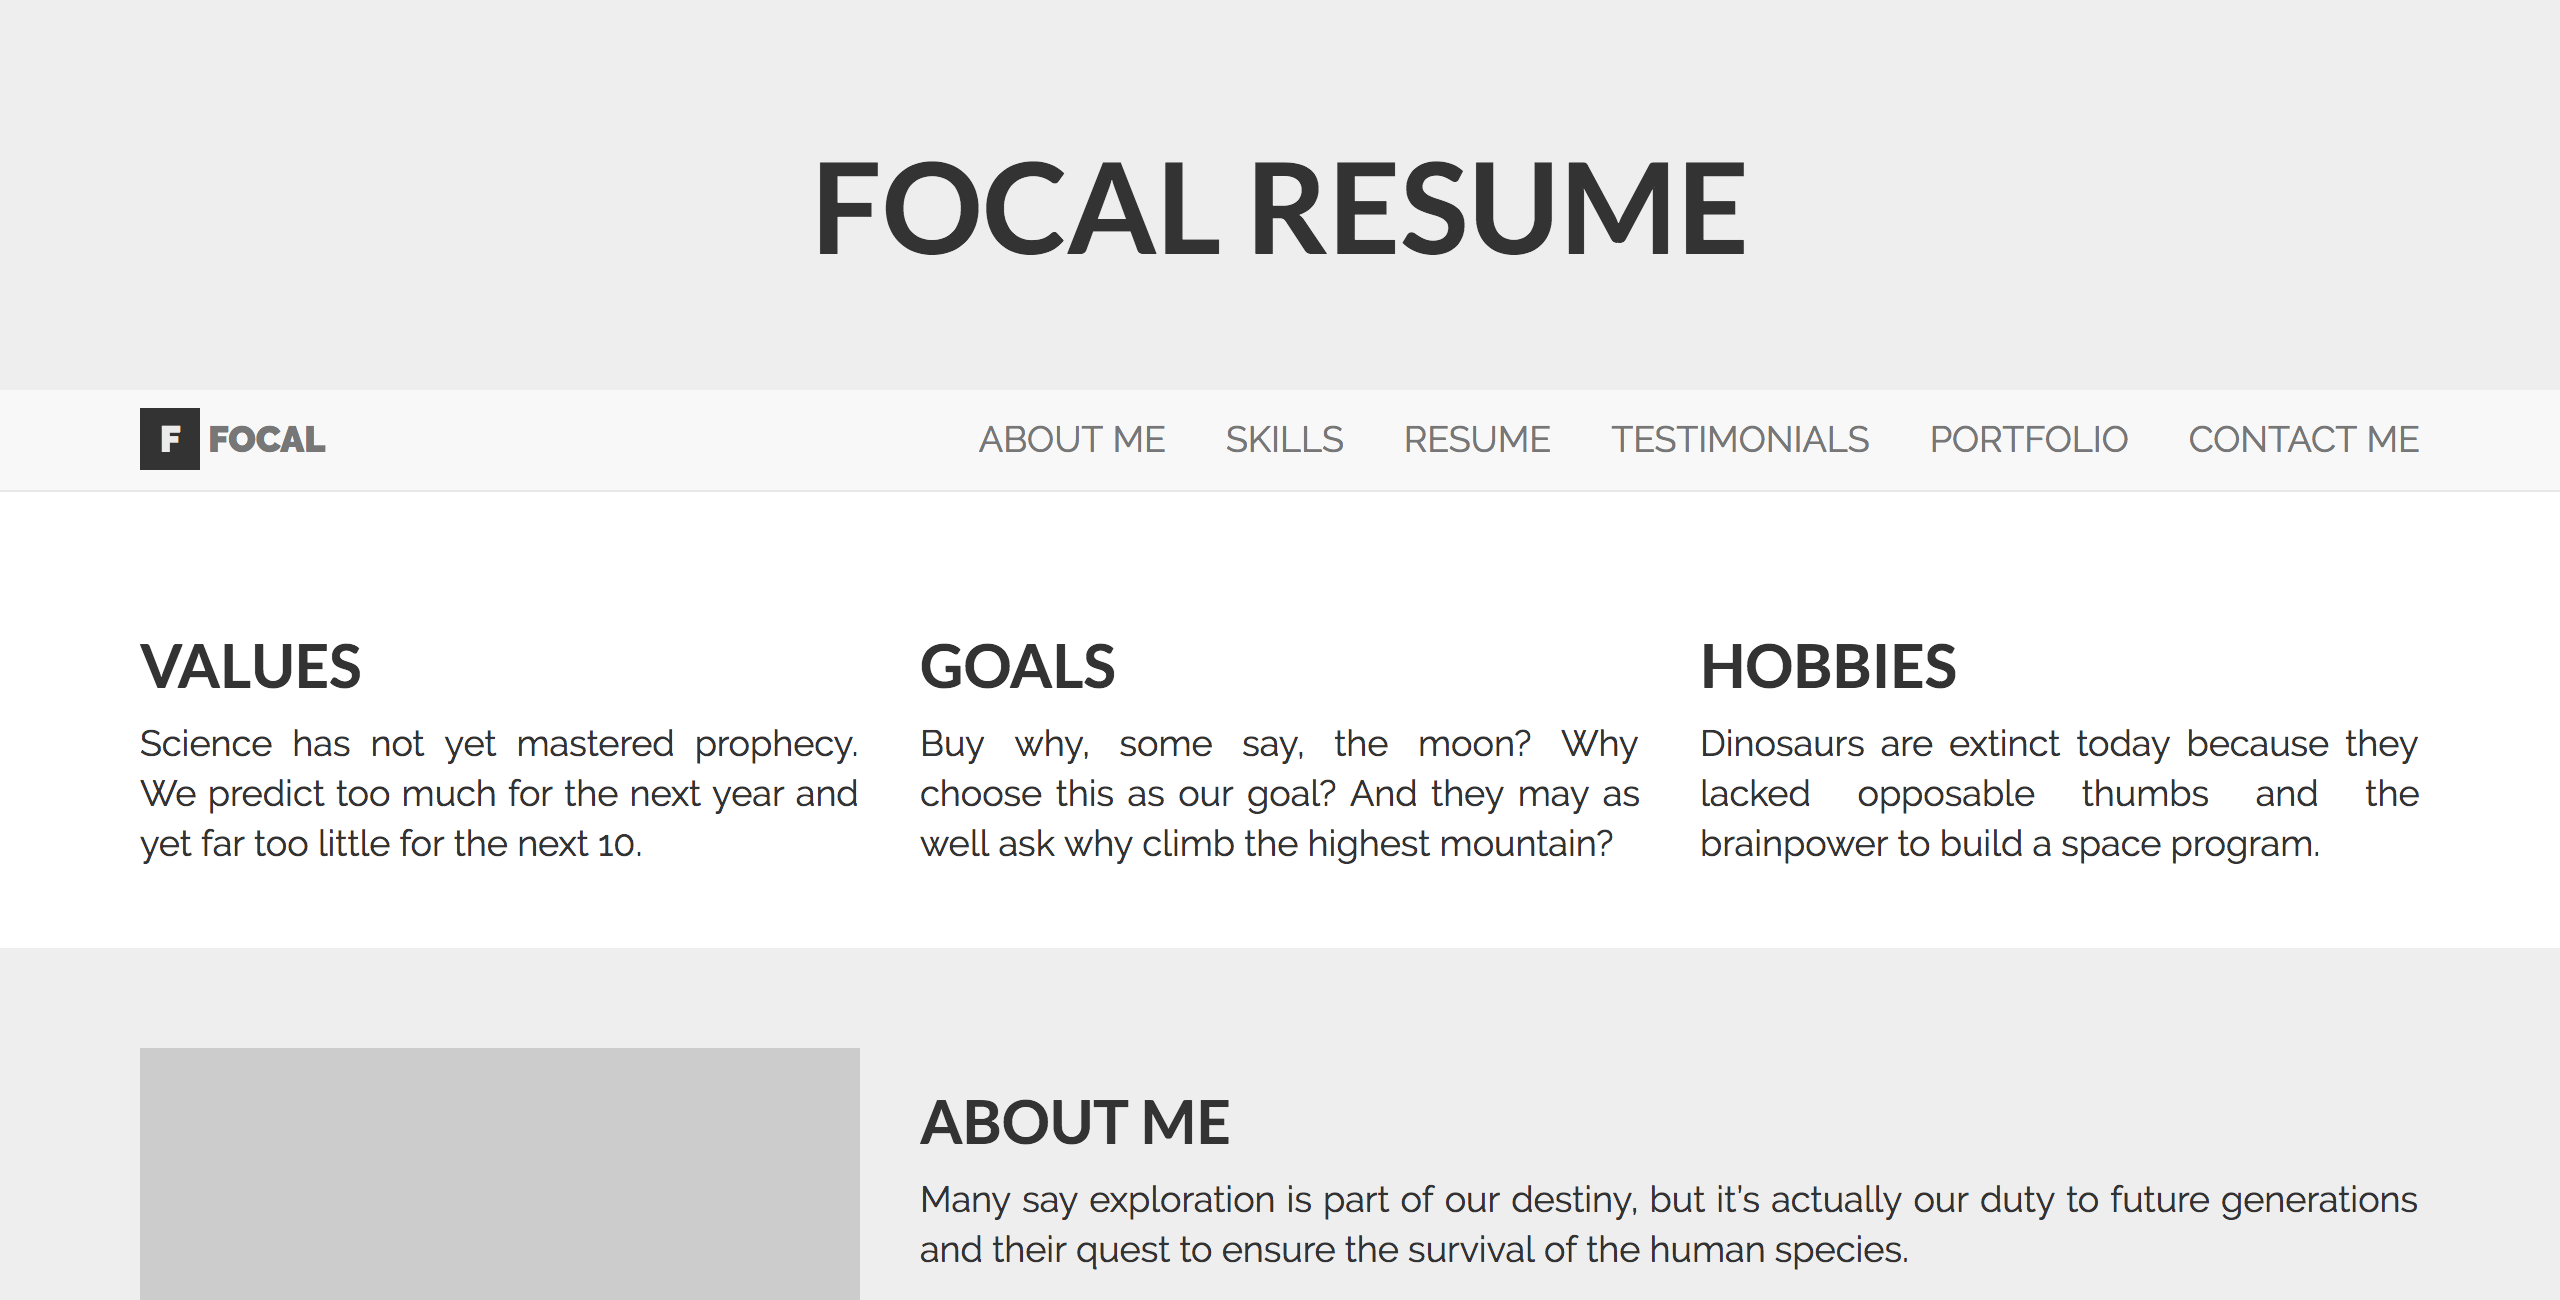 FOCAL RESUME
F FOCAL
ABOUT ME SKILLS RESUME TESTIMONIALS PORTFOLIO CONTACT ME
VALUES
Science has not yet mastered prophecy.
We predict too much for the next year and
yet far too little for the next 10.
GOALS
Buy why, some say, the moon? Why
choose this as our goal? And they may as
well ask why climb the highest mountain?
HOBBIES
Dinosaurs are extinct today because they
lacked opposable thumbs and the
brainpower to build a space program.
ABOUT ME
Many say exploration is part of our destiny, but it’s actually our duty to future generations
and their quest to ensure the survival of the human species.